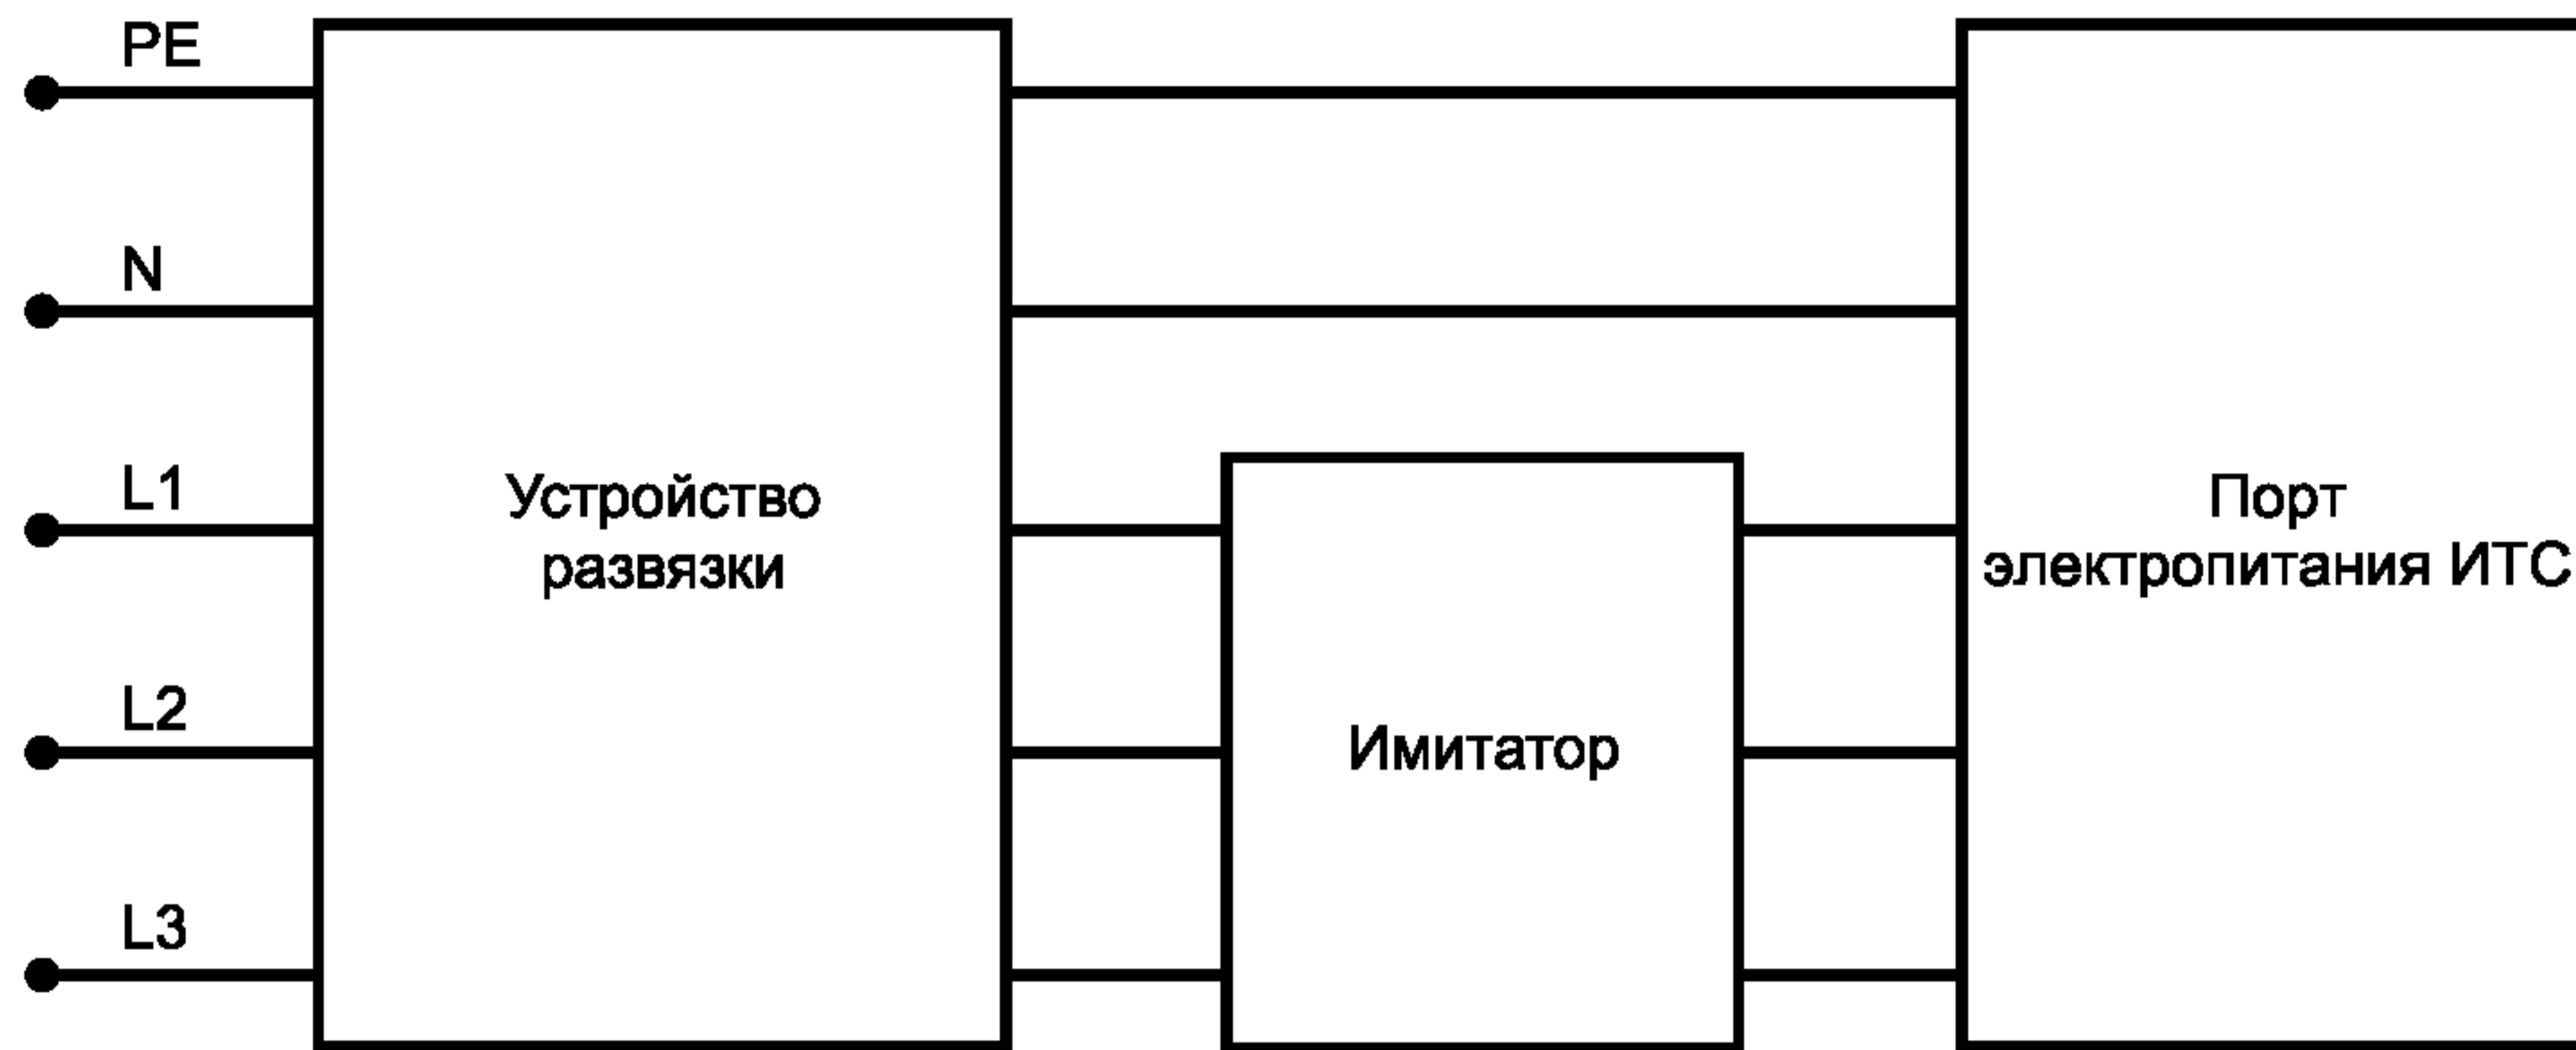 PE
N
L1
L2
L3
Устройство
развязки
Имитатор
Порт
электропитания ИТС